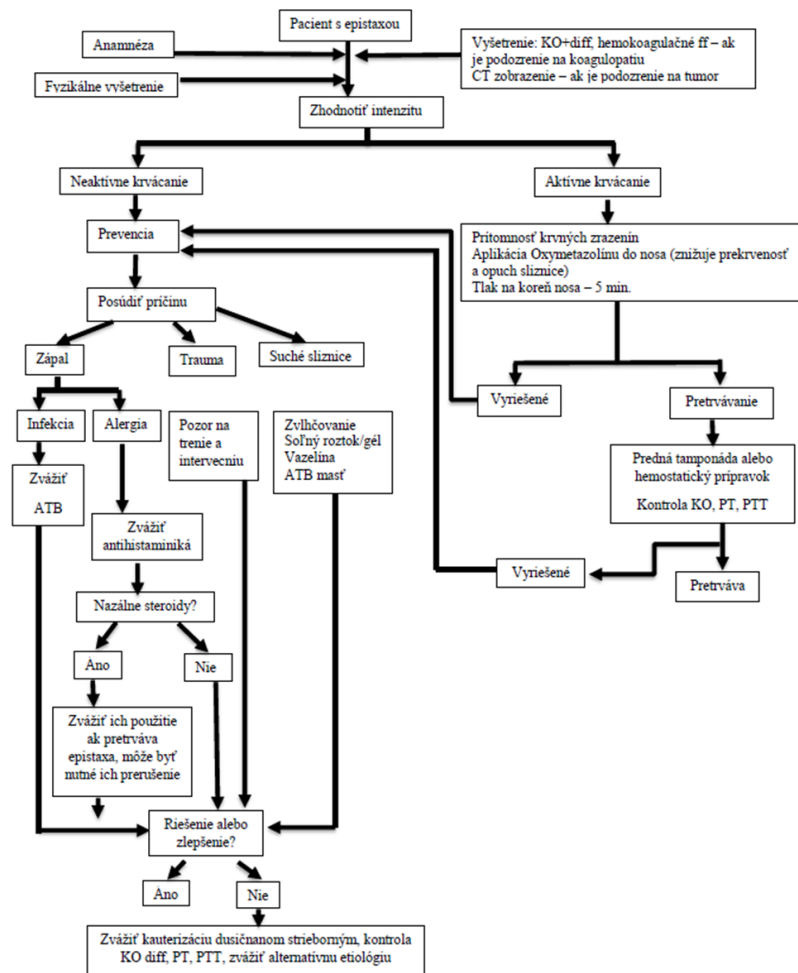 Pacient s epistaxou
Anamnéza
Vyšetrenie: KO+diff, hemokoagulačné ff – ak
je podozrenie na koagulopatiu
CT zobrazenie – ak je podozrenie na tumor
Fyzikálne vyšetrenie
Zhodnotiť intenzitu
Neaktívne krvácanie
Aktívne krvácanie
Prevencia
Pritomnosť krvných zrazenín
Aplikácia Oxymetazolínu do nosa (znižuje prekrvenosť
a opuch sliznice)
Tlak na koreň nosa – 5 min.
Posúdiť príčinu
Zápal
Trauma
Suché sliznice
Vyriešené
Pretrvávanie
Infekcia
Alergia
Pozor na
trenie a
intervecniu
Zvlhčovanie
Soľný roztok/gél
Vazelína
ATB masť
Predná tamponáda alebo
hemostatický prípravok
Kontrola KO, PT, PTT
Zvážiť
ATB
Zvážiť
antihistaminiká
Vyriešené
Pretrváva
Nazálne steroidy?
Áno
Nie
Zvážiť ich použitie
ak pretrváva
epistaxa, môže byť
nutné ich prerušenie
Riešenie alebo
zlepšenie?
Áno
Nie
Zvážiť kauterizáciu dusičnanom strieborným, kontrola
KO diff, PT, PTT, zvážiť alternatívnu etiológiu